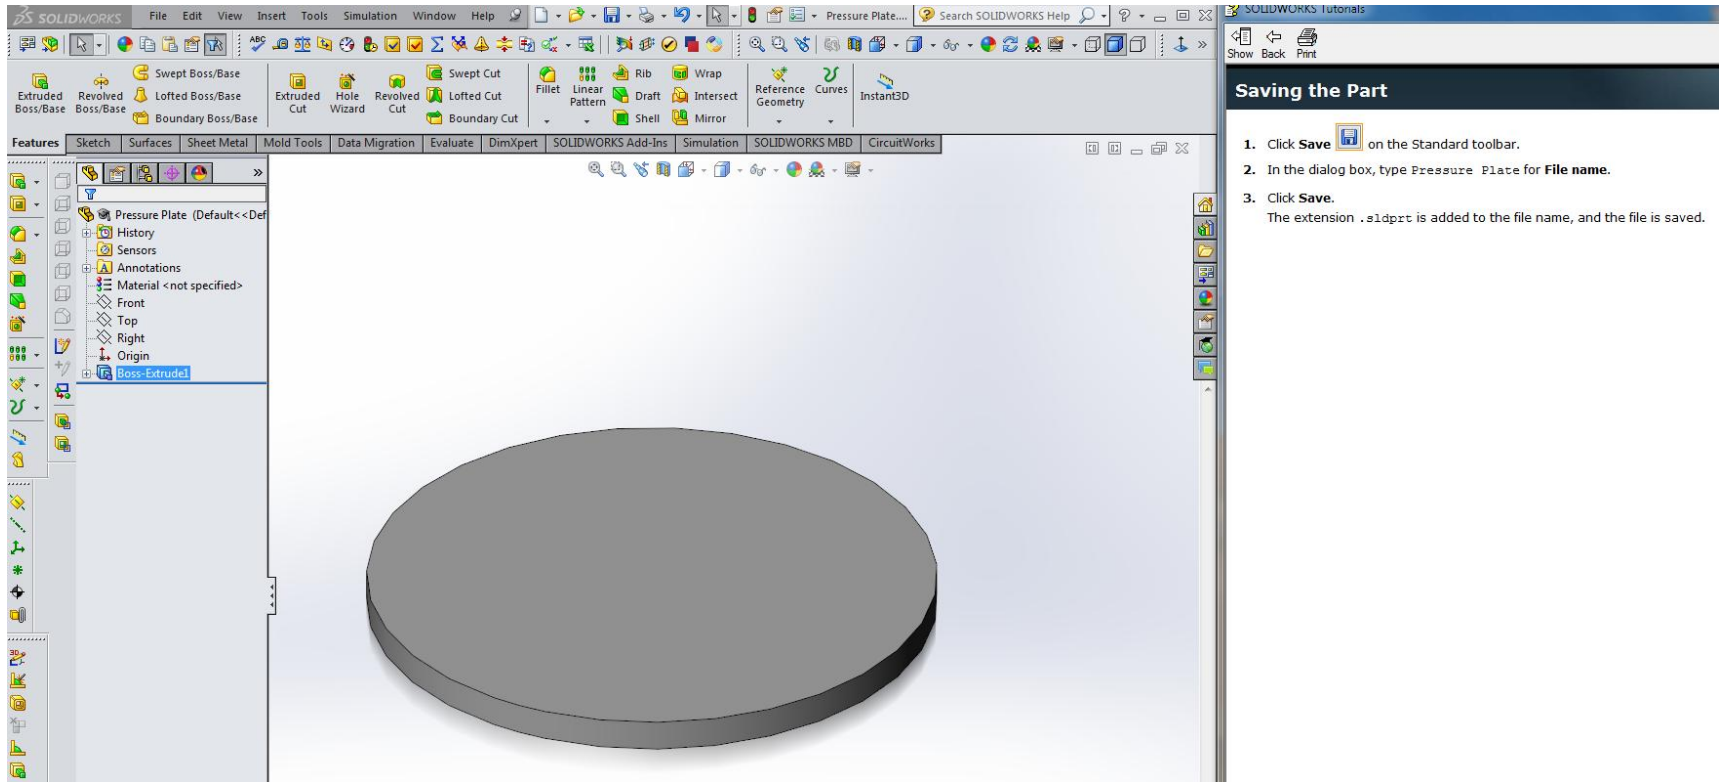 SOLIDWORKS File Edit View Insert Tools Simulation Window Help Pressure Plate.... Search SOLIDWORKS Help ?
SOLIDWORKS Tutorials
ABC
Show Back Print
Extruded Boss/Base
Revolved Boss/Base
Swept Boss/Base
Lofted Boss/Base
Boundary Boss/Base
Extruded Cut
Hole Wizard
Revolved Cut
Swept Cut
Lofted Cut
Boundary Cut
Fillet
Linear Pattern
Rib
Draft
Shell
Wrap
Intersect
Mirror
Reference Geometry
Curves
Instant3D
Features Sketch Surfaces Sheet Metal Mold Tools Data Migration Evaluate DimXpert SOLIDWORKS Add-Ins Simulation SOLIDWORKS MBD CircuitWorks
»
Pressure Plate (Default<<Def
History
Sensors
A Annotations
Material <not specified>
Front
Top
Right
Origin
Boss-Extrude1
3D
Saving the Part
1. Click Save on the Standard toolbar.
2. In the dialog box, type Pressure Plate for File name.
3. Click Save.
The extension .sldprt is added to the file name, and the file is saved.